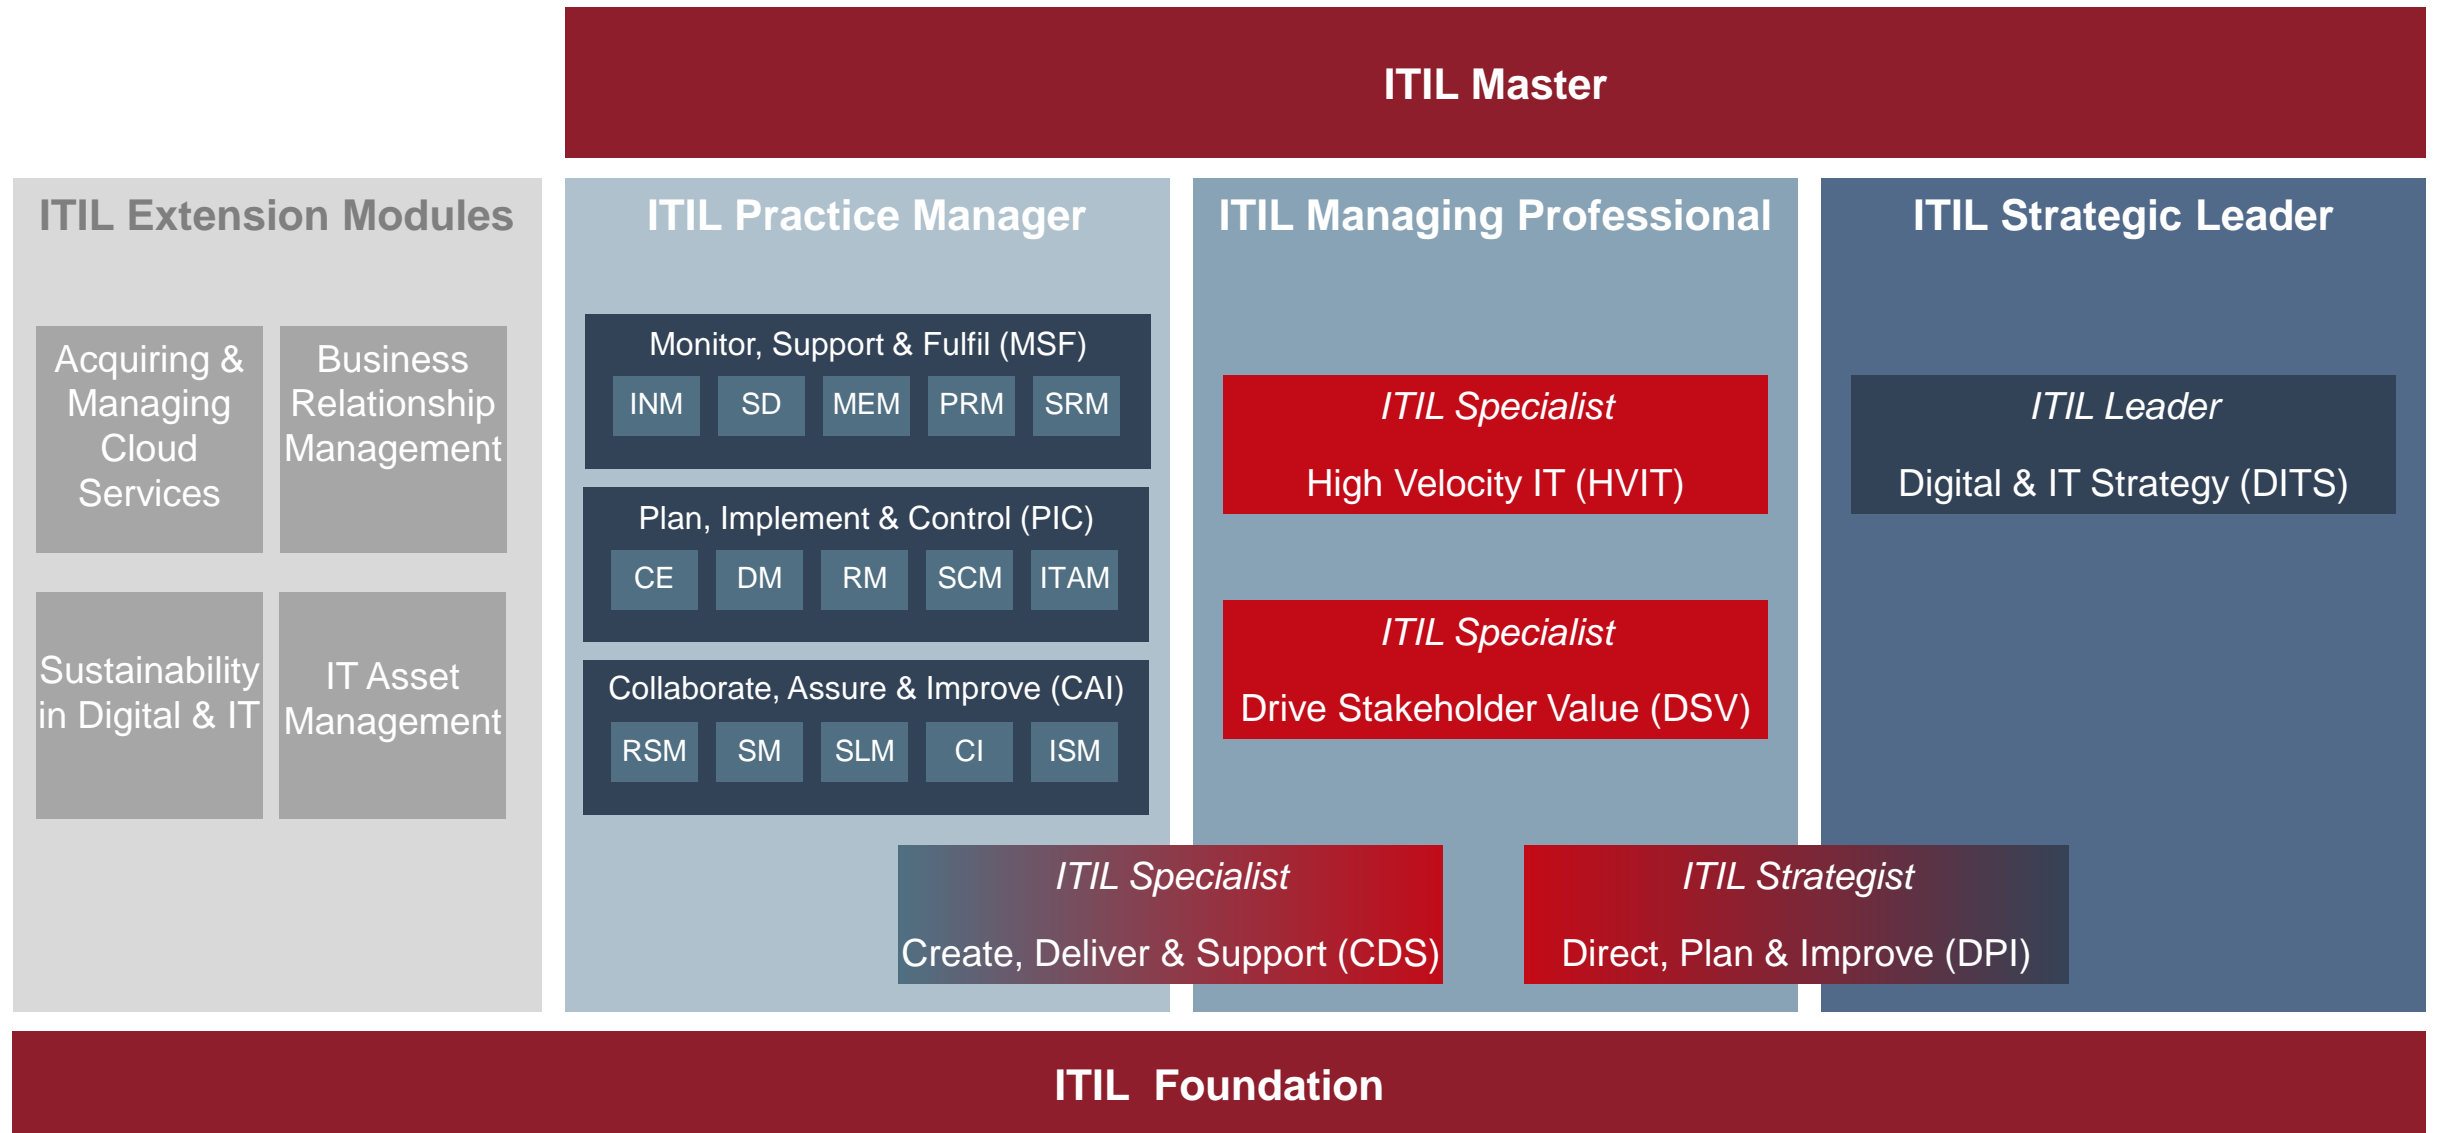 ITIL Master
ITIL Extension Modules
Acquiring &
Managing
Cloud
Services
Business
Relationship
Management
Sustainability
in Digital & IT
IT Asset
Management
ITIL Practice Manager
Monitor, Support & Fulfil (MSF)
INM SD MEM PRM SRM
Plan, Implement & Control (PIC)
CE DM RM SCM ITAM
Collaborate, Assure & Improve (CAI)
RSM SM SLM CI ISM
ITIL Managing Professional
ITIL Specialist
High Velocity IT (HVIT)
ITIL Specialist
Drive Stakeholder Value (DSV)
ITIL Strategic Leader
ITIL Leader
Digital & IT Strategy (DITS)
ITIL Specialist
Create, Deliver & Support (CDS)
ITIL Strategist
Direct, Plan & Improve (DPI)
ITIL Foundation